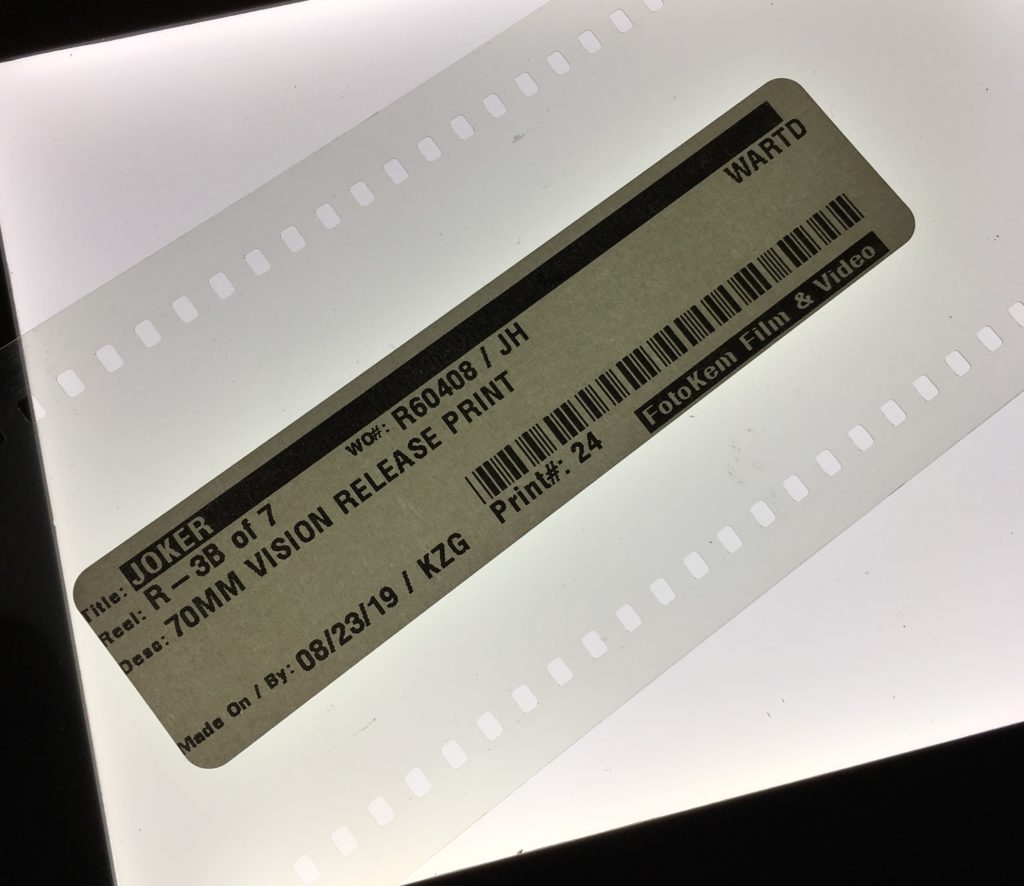 Title: JOKER
WARTD
Reel: R-3B of 7
WO#: R60408 / JH
Desc: 70MM VISION RELEASE PRINT
Made On / By: 08/23/19 / KZG
Print#: 24
FotoKem Film & Video